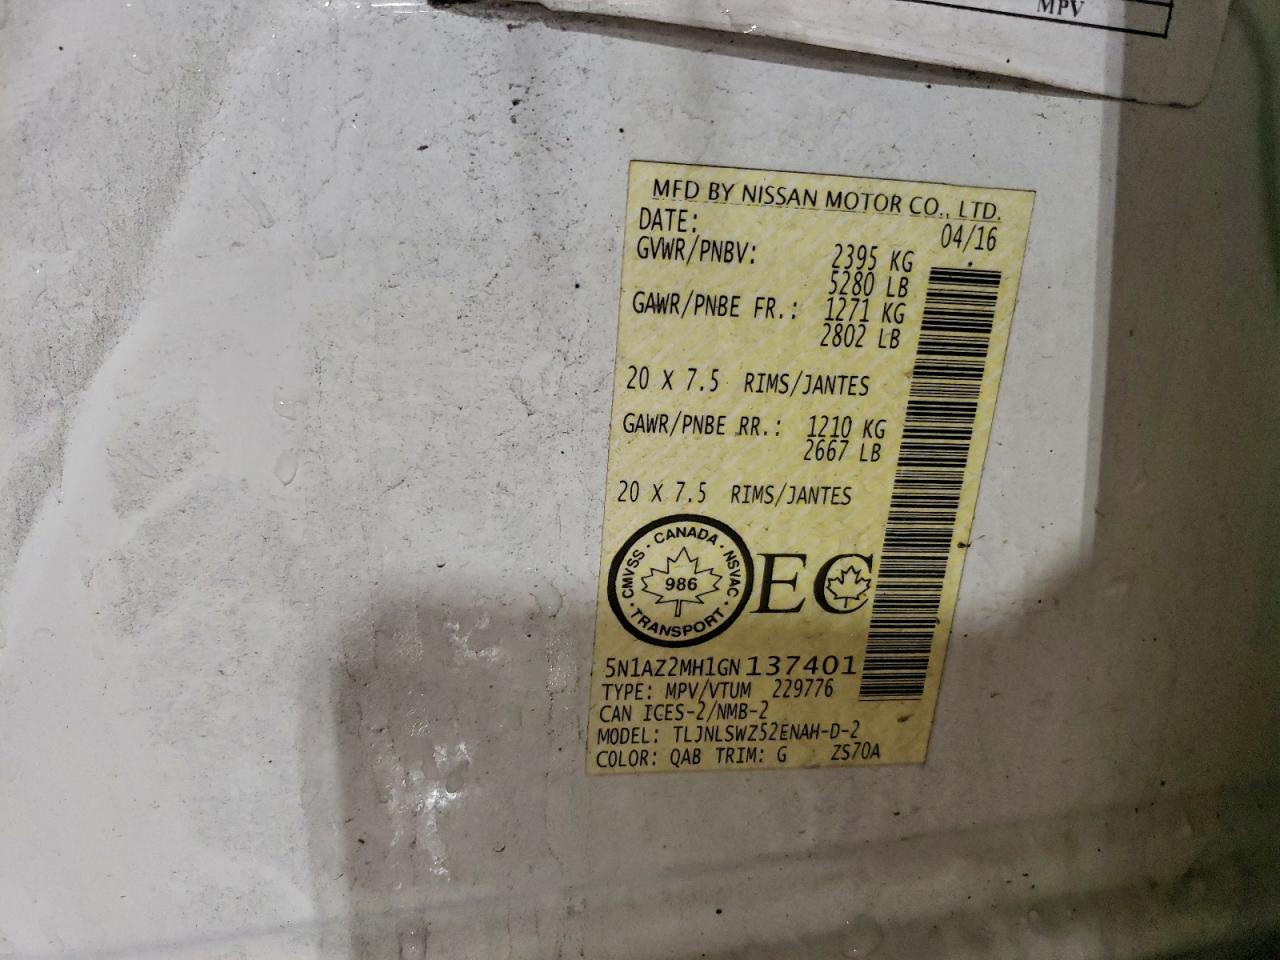 MPV
MFD BY NISSAN MOTOR CO., LTD.
DATE: 04/16
GVWR/PNBV: 2395 KG
5280 LB
GAWR/PNBE FR.: 1271 KG
2802 LB
20 X 7.5 RIMS/JANTES
GAWR/PNBE RR.: 1210 KG
2667 LB
20 X 7.5 RIMS/JANTES
CMVSS · CANADA · NSVAC · TRANSPORT ·
986
EC
5N1AZ2MH1GN137401
TYPE: MPV/VTUM 229776
CAN ICES-2/NMB-2
MODEL: TLJNLSWZ52ENAH-D-2
COLOR: QAB TRIM: G ZS70A